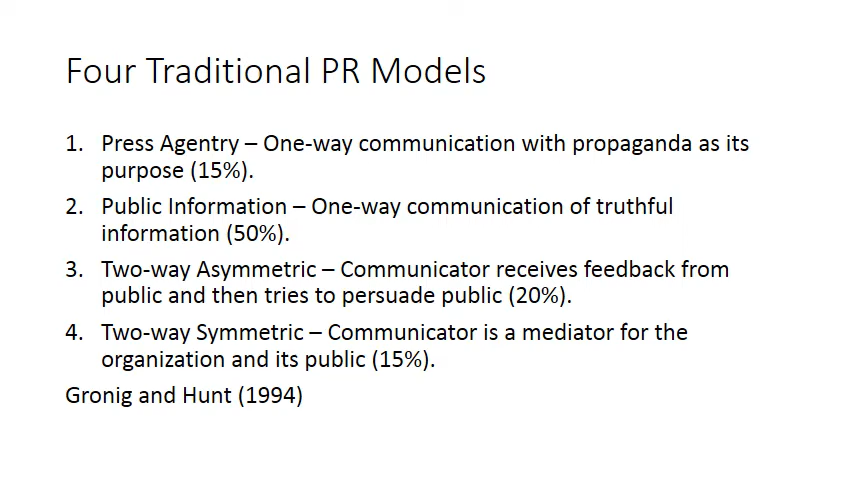 Four Traditional PR Models
1. Press Agentry – One-way communication with propaganda as its
purpose (15%).
2. Public Information – One-way communication of truthful
information (50%).
3. Two-way Asymmetric – Communicator receives feedback from
public and then tries to persuade public (20%).
4. Two-way Symmetric – Communicator is a mediator for the
organization and its public (15%).
Gronig and Hunt (1994)